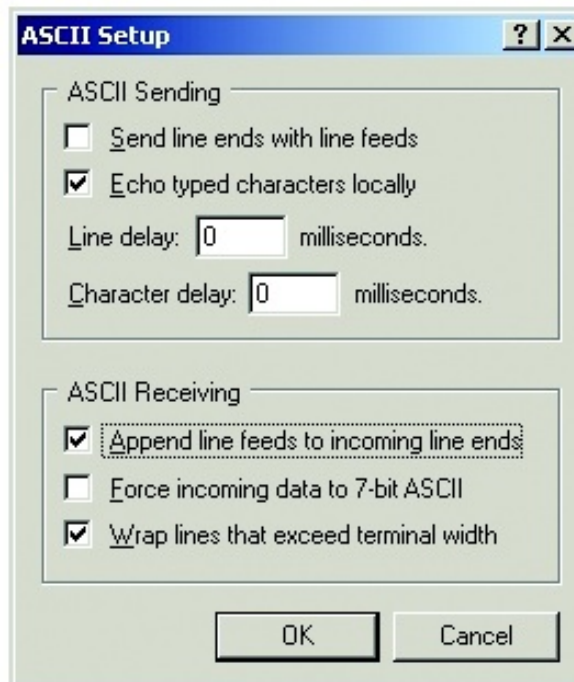 ASCII Setup
ASCII Sending
Send line ends with line feeds
Echo typed characters locally
Line delay: 0 milliseconds.
Character delay: 0 milliseconds.
ASCII Receiving
Append line feeds to incoming line ends
Force incoming data to 7-bit ASCII
Wrap lines that exceed terminal width
OK Cancel